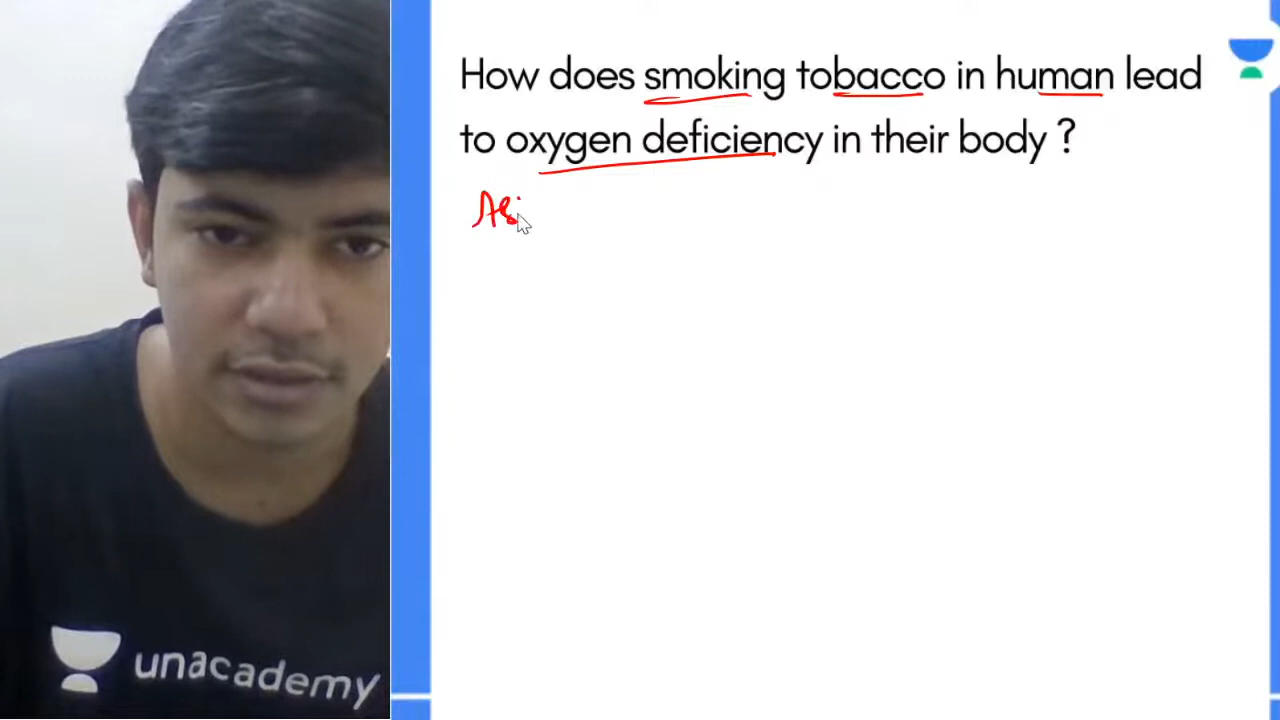 How does smoking tobacco in human lead
to oxygen deficiency in their body ?
unacademy